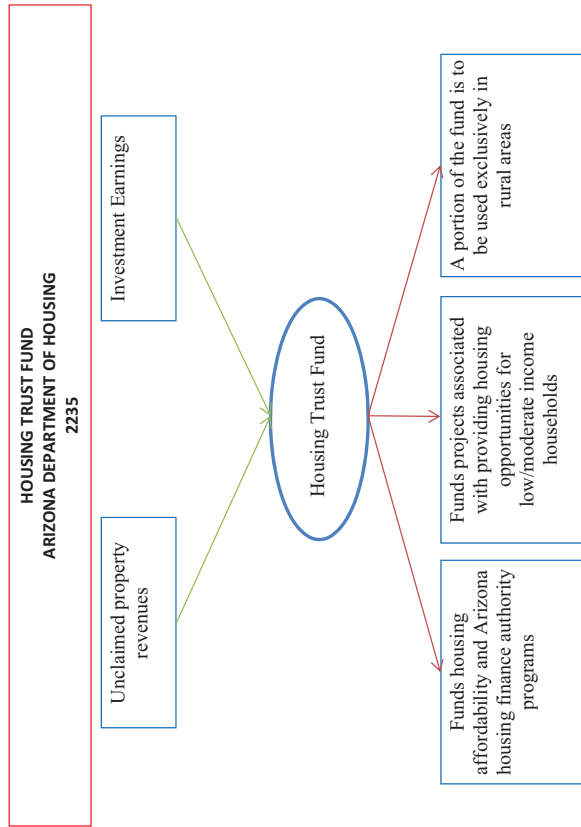 HOUSING TRUST FUND
ARIZONA DEPARTMENT OF HOUSING
2235
Unclaimed property
revenues
Investment Earnings
Housing Trust Fund
Funds housing
affordability and Arizona
housing finance authority
programs
Funds projects associated
with providing housing
opportunities for
low/moderate income
households
A portion of the fund is to
be used exclusively in
rural areas